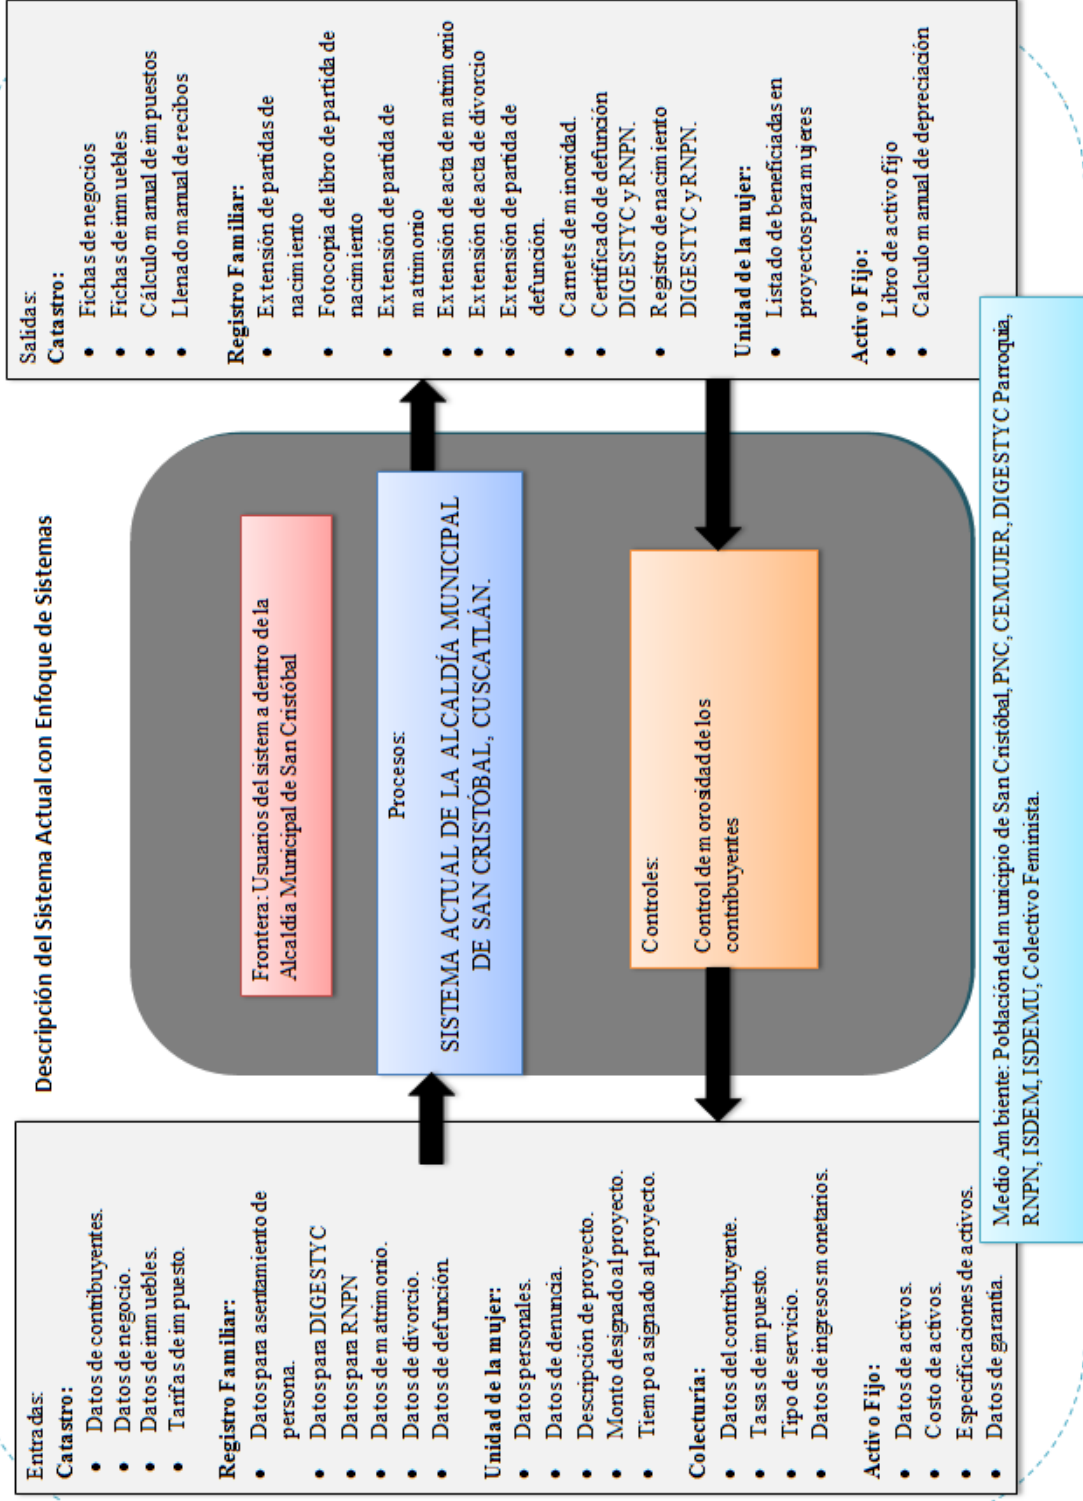 Descripción del Sistema Actual con Enfoque de Sistemas
Entradas:
Catastro:
• Datos de contribuyentes.
• Datos de negocio.
• Datos de inmuebles.
• Tarifas de impuesto.
Registro Familiar:
• Datos para asentamiento de
persona.
• Datos para DIGESTYC
• Datos para RNPN
• Datos de matrimonio.
• Datos de divorcio.
• Datos de defunción.
Unidad de la mujer:
• Datos personales.
• Datos de denuncia.
• Descripción de proyecto.
• Monto designado al proyecto.
• Tiempo asignado al proyecto.
Colecturía:
• Datos del contribuyente.
• Tasas de impuesto.
• Tipo de servicio.
• Datos de ingresos monetarios.
Activo Fijo:
• Datos de activos.
• Costo de activos.
• Especificaciones de activos.
• Datos de garantía.
Frontera: Usuarios del sistema dentro de la
Alcaldía Municipal de San Cristóbal
Procesos:
SISTEMA ACTUAL DE LA ALCALDÍA MUNICIPAL
DE SAN CRISTÓBAL, CUSCATLÁN.
Controles:
Control de morosidad de los
contribuyentes
Salidas:
Catastro:
• Fichas de negocios
• Fichas de inmuebles
• Cálculo manual de impuestos
• Llenado manual de recibos
Registro Familiar:
• Extensión de partidas de
nacimiento
• Fotocopia de libro de partida de
nacimiento
• Extensión de partida de
matrimonio
• Extensión de acta de matrimonio
• Extensión de acta de divorcio
• Extensión de partida de
defunción.
• Carnets de minoridad.
• Certificado de defunción
DIGESTYC y RNPN.
• Registro de nacimiento
DIGESTYC y RNPN.
Unidad de la mujer:
• Listado de beneficiadas en
proyectos para mujeres
Activo Fijo:
• Libro de activo fijo
• Calculo manual de depreciación
Medio Ambiente: Población del municipio de San Cristóbal, PNC, CEMUJER, DIGESTYC Parroquia,
RNPN, ISDEM, ISDEMU, Colectivo Feminista.